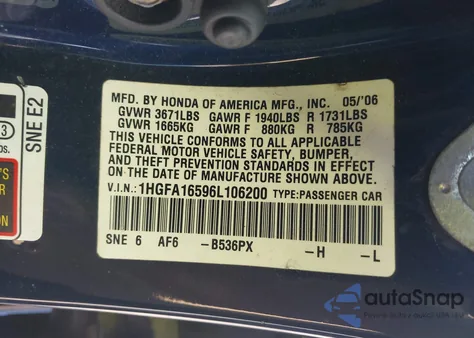 MFD. BY HONDA OF AMERICA MFG., INC. 05/'06
GVWR 3671LBS GAWR F 1940LBS R 1731LBS
GVWR 1665KG GAWR F 880KG R 785KG
THIS VEHICLE CONFORMS TO ALL APPLICABLE
FEDERAL MOTOR VEHICLE SAFETY, BUMPER,
AND THEFT PREVENTION STANDARDS IN EFFECT
ON THE DATE OF MANUFACTURE SHOWN ABOVE.
V.I.N.:1HGFA16596L106200 TYPE:PASSENGER CAR
SNE 6 AF6 -B536PX -H -L
SNE E2
3
os.
autoSnap